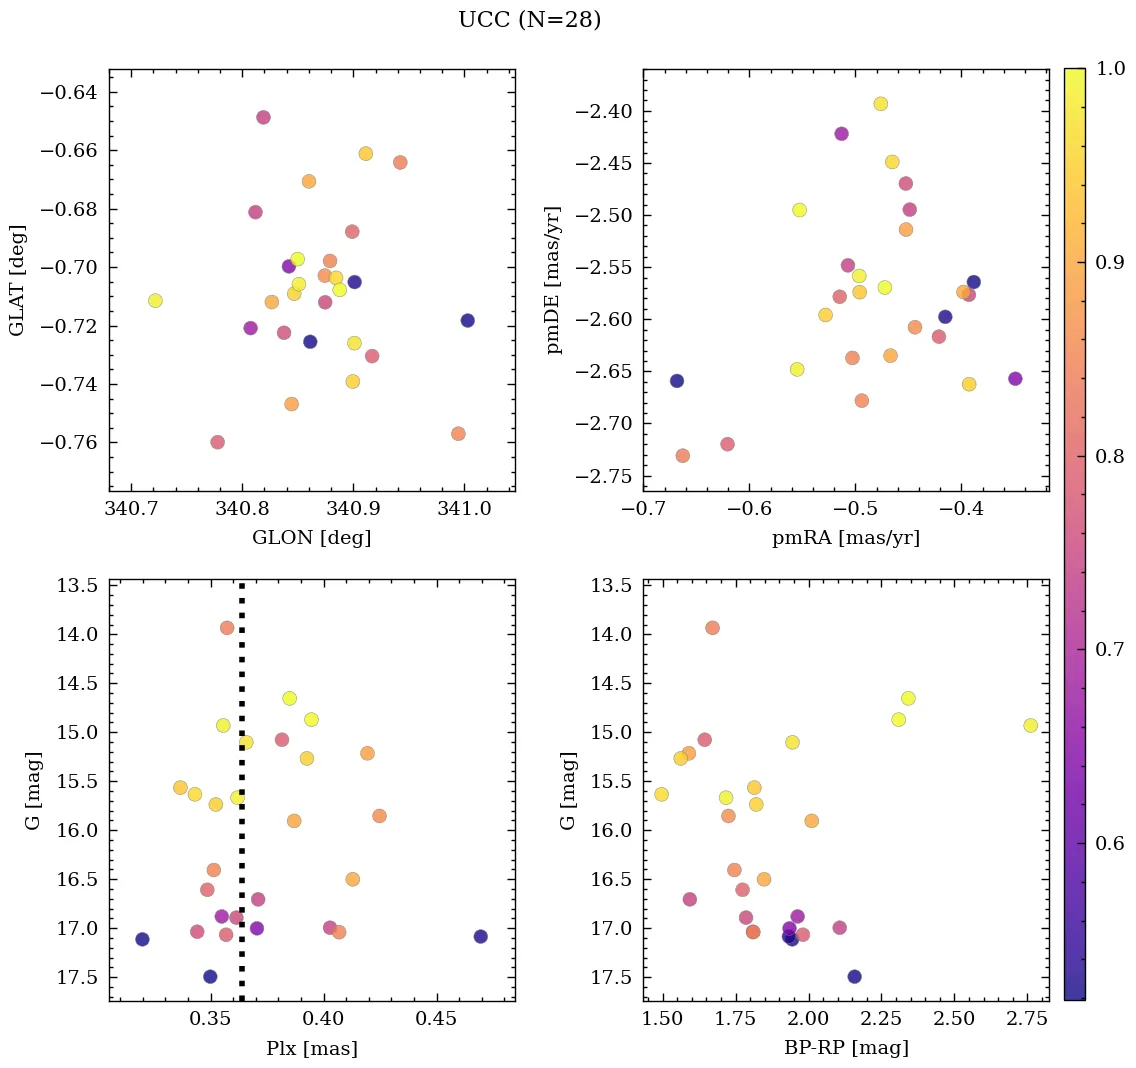 UCC (N=28)
−0.64
−0.66
−0.68
−0.70
−0.72
−0.74
−0.76
GLAT [deg]
340.7 340.8 340.9 341.0
GLON [deg]
−2.40
−2.45
−2.50
−2.55
−2.60
−2.65
−2.70
−2.75
pmDE [mas/yr]
−0.7 −0.6 −0.5 −0.4
pmRA [mas/yr]
13.5
14.0
14.5
15.0
15.5
16.0
16.5
17.0
17.5
G [mag]
0.35 0.40 0.45
Plx [mas]
13.5
14.0
14.5
15.0
15.5
16.0
16.5
17.0
17.5
G [mag]
1.50 1.75 2.00 2.25 2.50 2.75
BP-RP [mag]
1.0
0.9
0.8
0.7
0.6